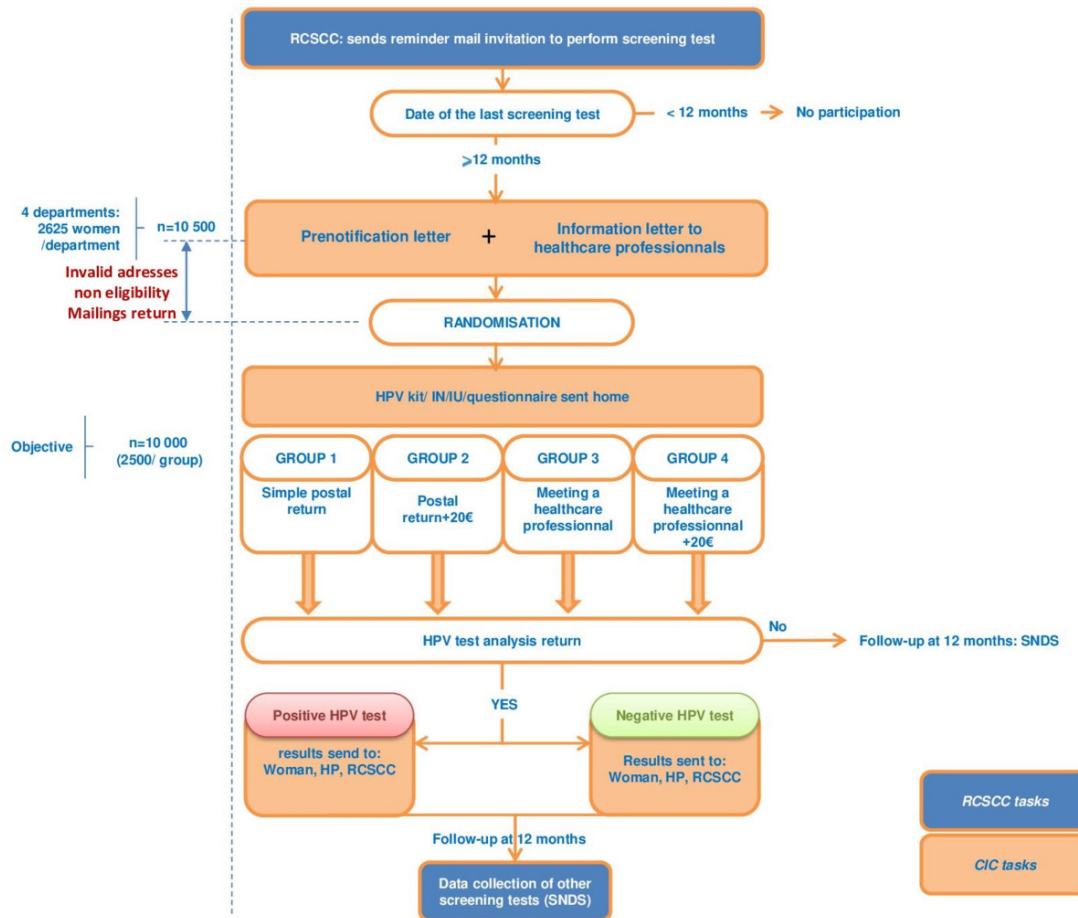 RCSCC: sends reminder mail invitation to perform screening test
Date of the last screening test
< 12 months
No participation
⩾12 months
4 departments:
2625 women
/department
n=10 500
Prenotification letter
+
Information letter to
healthcare professionnals
Invalid adresses
non eligibility
Mailings return
RANDOMISATION
HPV kit/ IN/IU/questionnaire sent home
Objective
n=10 000
(2500/ group)
GROUP 1
Simple postal
return
GROUP 2
Postal
return+20€
GROUP 3
Meeting a
healthcare
professionnal
GROUP 4
Meeting a
healthcare
professionnal
+20€
HPV test analysis return
No
Follow-up at 12 months: SNDS
YES
Positive HPV test
results send to:
Woman, HP, RCSCC
Negative HPV test
Results sent to:
Woman, HP, RCSCC
Follow-up at 12 months
Data collection of other
screening tests (SNDS)
RCSCC tasks
CIC tasks